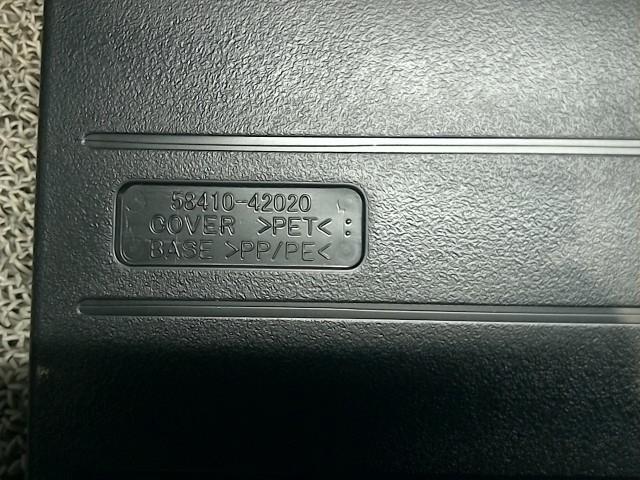 58410-42020
COVER >PET<
BASE >PP/PE<